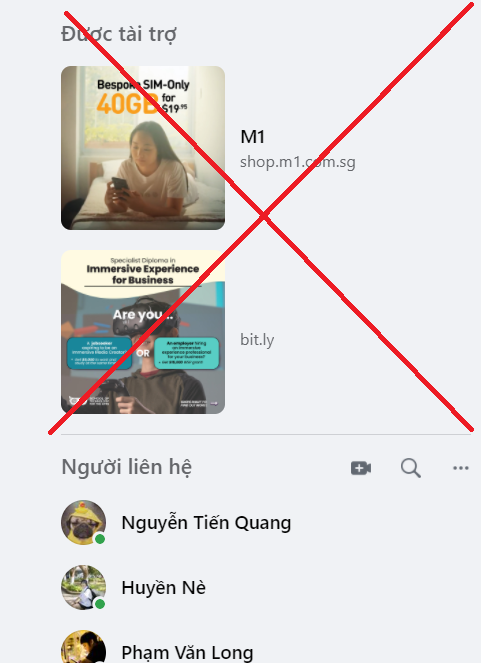 Được tài trợ
Bespoke SIM-Only
40GB for
$19.95
M1
shop.m1.com.sg
Specialist Diploma in
Immersive Experience
for Business
Are you...
OR
bit.ly
Người liên hệ
Nguyễn Tiến Quang
Huyền Nè
Phạm Văn Long